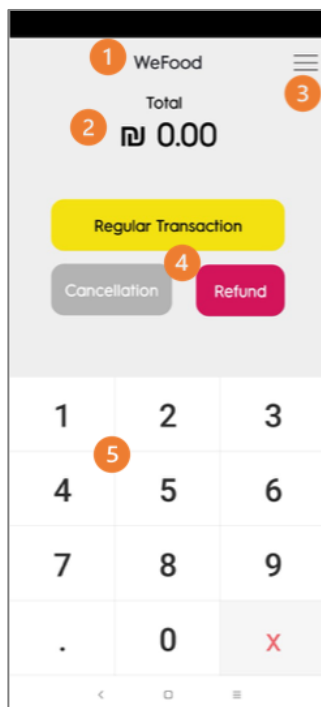 1 WeFood
3
Total
2 ₪ 0.00
Regular Transaction
4
Cancellation Refund
1 2 3
5
4 5 6
7 8 9
. 0 X